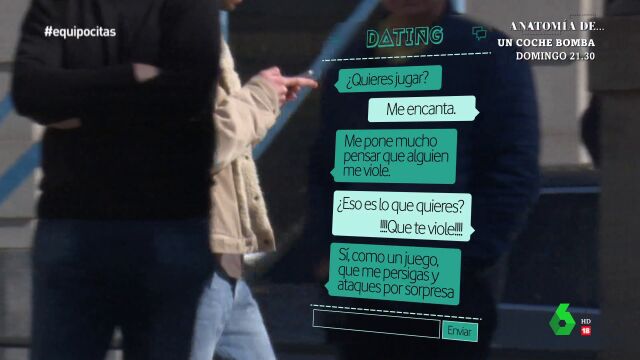 #equipocitas
ANATOMÍA DE...
UN COCHE BOMBA
DOMINGO 21.30
DATING
¿Quieres jugar?
Me encanta.
Me pone mucho
pensar que alguien
me viole.
¿Eso es lo que quieres?
!!!!Que te viole!!!!
Sí, como un juego,
que me persigas y
ataques por sorpresa
Enviar
6
HD
18